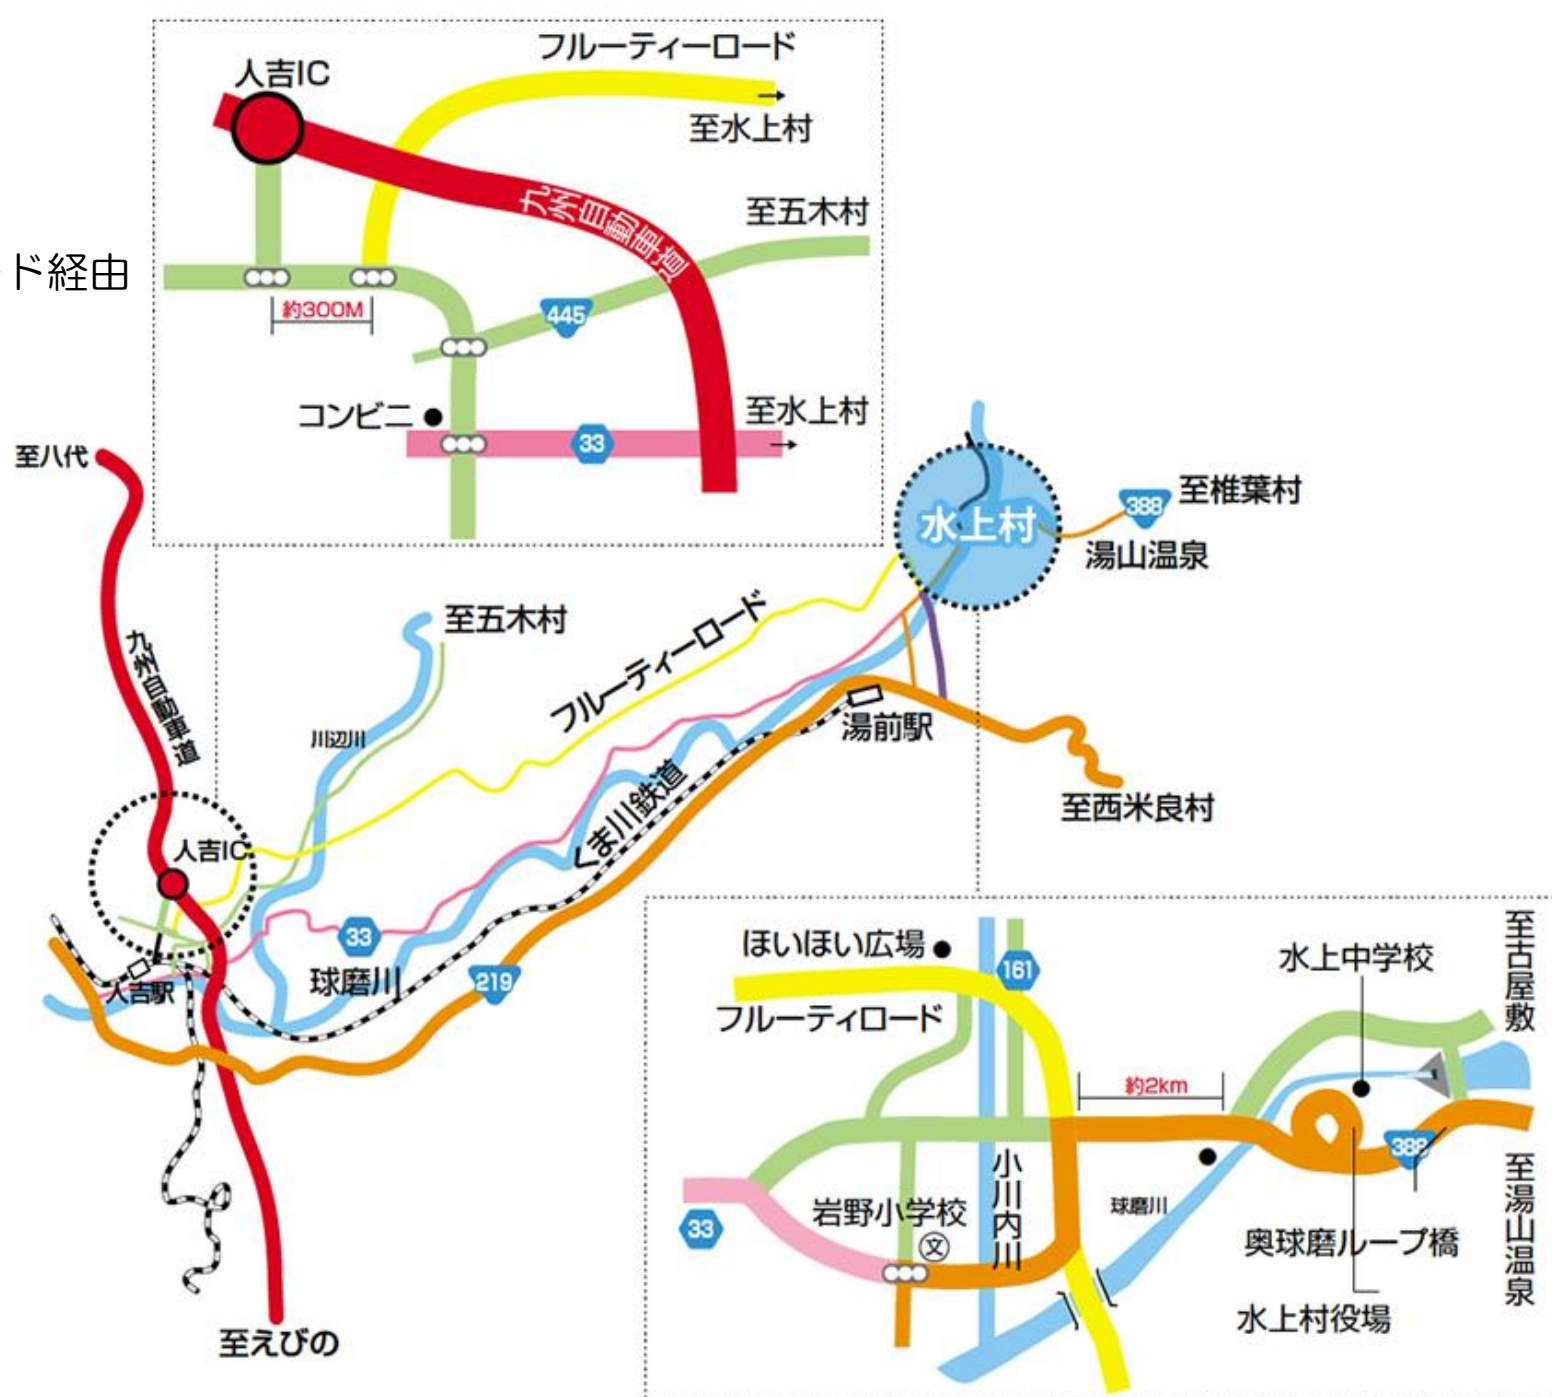 フルーティーロード
人吉IC
至水上村
九州自動車道
至五木村
ド経由
約300M
445
コンビニ
至水上村
33
至八代
水上村
388
至椎葉村
湯山温泉
至五木村
フルーティーロード
九州自動車道
川辺川
湯前駅
くま川鉄道
至西米良村
人吉IC
33
球磨川
219
人吉駅
至えびの
ほいほい広場
161
フルーティロード
水上中学校
至古屋敷
約2km
小川内川
岩野小学校
文
33
球磨川
388
奥球磨ループ橋
至湯山温泉
水上村役場